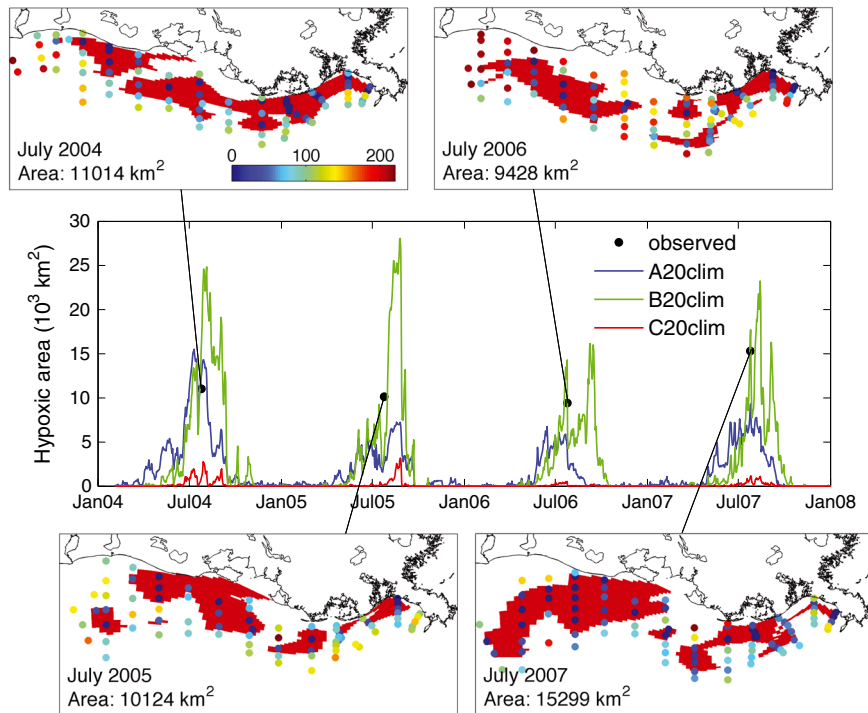 July 2004
Area: 11014 km²
0 100 200
July 2006
Area: 9428 km²
Hypoxic area (10³ km²)
30
25
20
15
10
5
0
observed
A20clim
B20clim
C20clim
Jan04 Jul04 Jan05 Jul05 Jan06 Jul06 Jan07 Jul07 Jan08
July 2005
Area: 10124 km²
July 2007
Area: 15299 km²